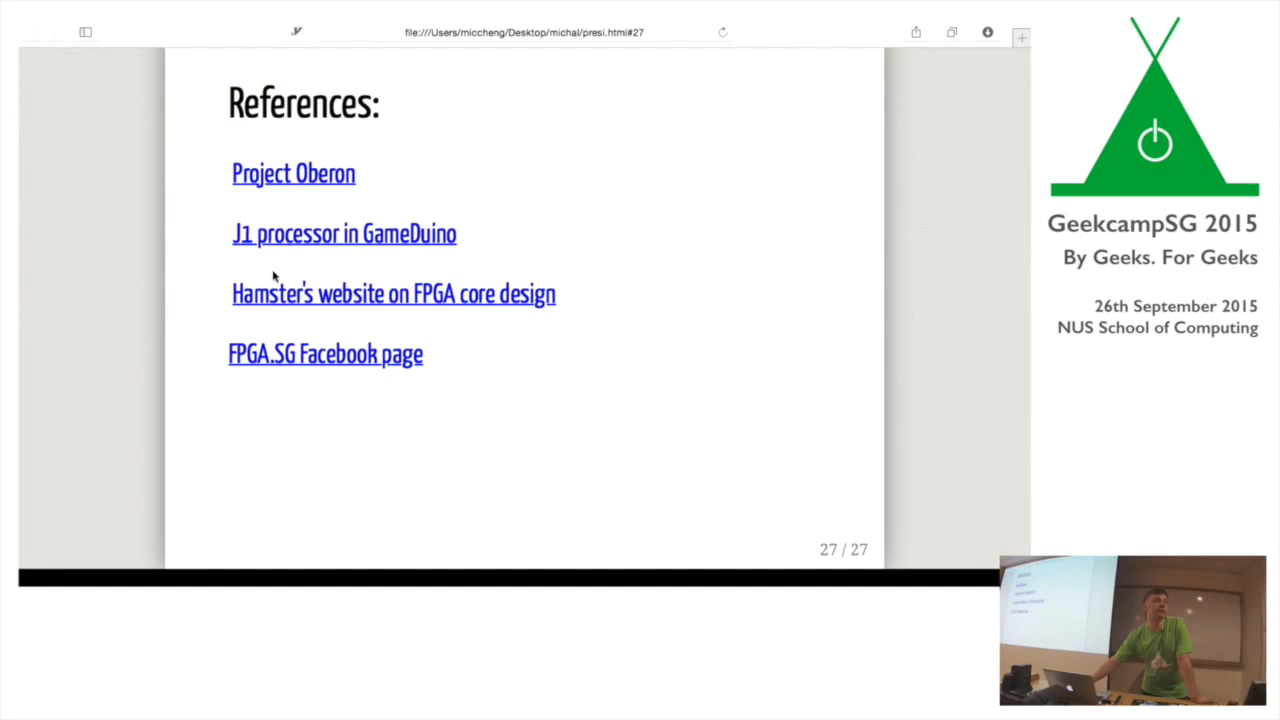 file:///Users/miccheng/Desktop/michal/presi.html#27
References:
Project Oberon
J1 processor in GameDuino
Hamster's website on FPGA core design
FPGA.SG Facebook page
27 / 27
GeekcampSG 2015
By Geeks. For Geeks
26th September 2015
NUS School of Computing